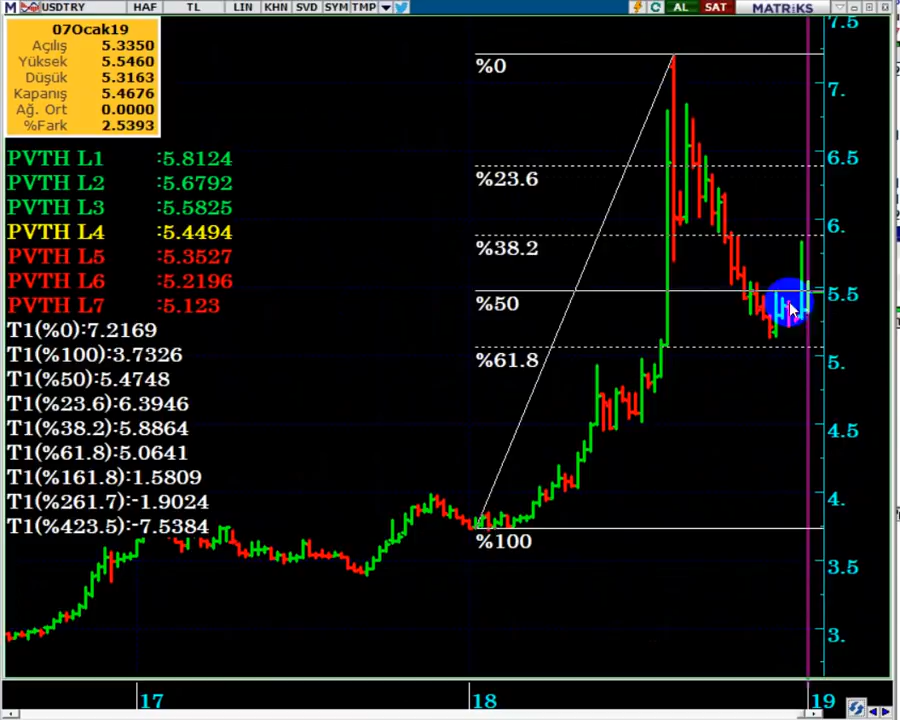 M USDTRY HAF TL LIN KHN SVD SYM TMP AL SAT MATRiKS
07Ocak19
Açılış 5.3350
Yüksek 5.5460
Düşük 5.3163
Kapanış 5.4676
Ağ. Ort 0.0000
%Fark 2.5393
PVTH L1 :5.8124
PVTH L2 :5.6792
PVTH L3 :5.5825
PVTH L4 :5.4494
PVTH L5 :5.3527
PVTH L6 :5.2196
PVTH L7 :5.123
T1(%0):7.2169
T1(%100):3.7326
T1(%50):5.4748
T1(%23.6):6.3946
T1(%38.2):5.8864
T1(%61.8):5.0641
T1(%161.8):1.5809
T1(%261.7):-1.9024
T1(%423.5):-7.5384
%0
%23.6
%38.2
%50
%61.8
%100
7.5
7.
6.5
6.
5.5
5.
4.5
4.
3.5
3.
17 18 19